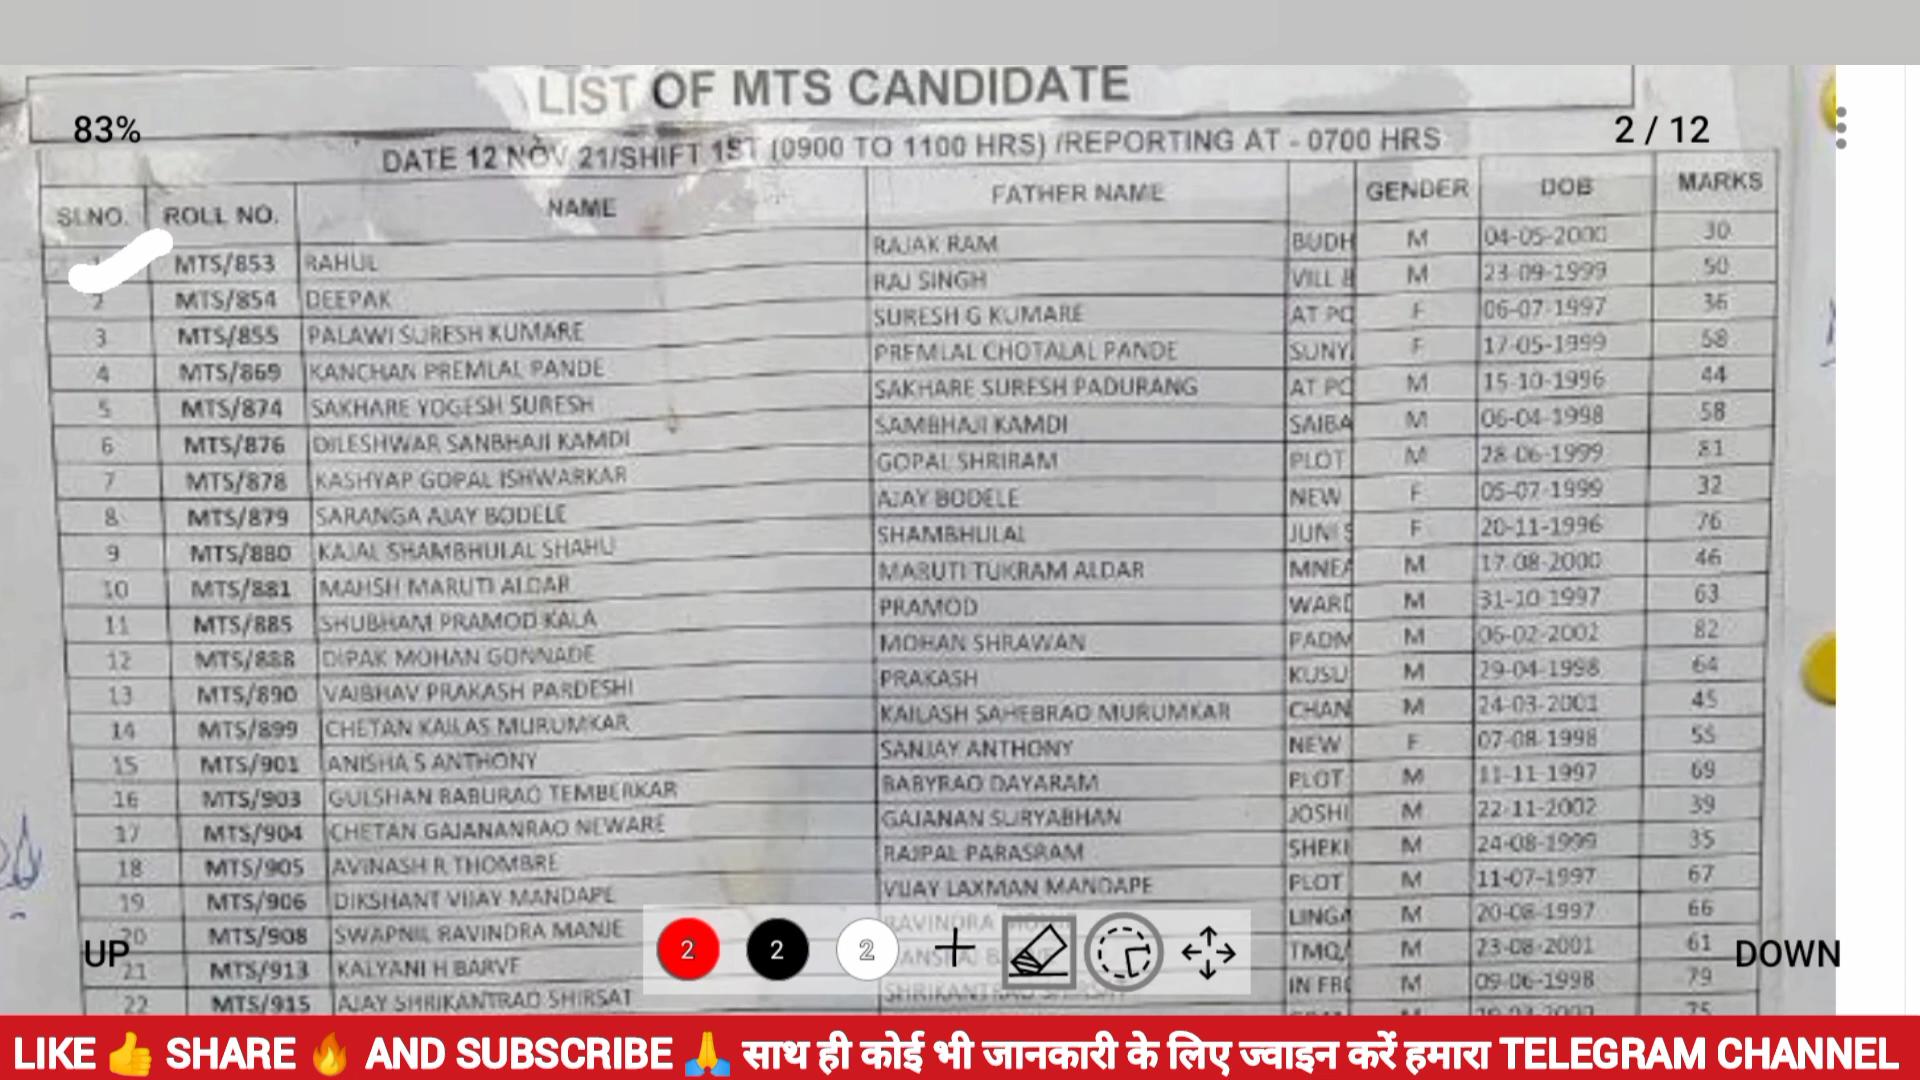 LIST OF MTS CANDIDATE
83%
2 / 12
DATE 12 NOV 21/SHIFT 1ST (0900 TO 1100 HRS) /REPORTING AT - 0700 HRS
SLNO. ROLL NO. NAME FATHER NAME GENDER DOB MARKS
MTS/853 RAHUL RAJAK RAM BUDH M 04-05-2000 30
2 MTS/854 DEEPAK RAJ SINGH VILL M 23-09-1999 50
3 MTS/855 PALAWI SURESH KUMARE SURESH G KUMARE AT PO F 06-07-1997 36
4 MTS/869 KANCHAN PREMLAL PANDE PREMLAL CHOTALAL PANDE SUNY F 17-05-1999 58
5 MTS/874 SAKHARE YOGESH SURESH SAKHARE SURESH PADURANG AT PO M 15-10-1996 44
6 MTS/876 DILESHWAR SANBHAJI KAMDI SAMBHAJI KAMDI SAIBA M 06-04-1998 58
7 MTS/878 KASHYAP GOPAL ISHWARKAR GOPAL SHRIRAM PLOT M 28-06-1999 81
8 MTS/879 SARANGA AJAY BODELE AJAY BODELE NEW F 05-07-1999 32
9 MTS/880 KAJAL SHAMBHULAL SHAHU SHAMBHULAL JUNI S F 20-11-1996 76
10 MTS/881 MAHSH MARUTI ALDAR MARUTI TUKRAM ALDAR MNEA M 17-08-2000 46
11 MTS/885 SHUBHAM PRAMOD KALA PRAMOD WARD M 31-10-1997 63
12 MTS/888 DIPAK MOHAN GONNADE MOHAN SHRAWAN PADM M 06-02-2002 82
13 MTS/890 VAIBHAV PRAKASH PARDESHI PRAKASH KUSU M 29-04-1998 64
14 MTS/899 CHETAN KAILAS MURUMKAR KAILASH SAHEBRAO MURUMKAR CHAN M 24-03-2001 45
15 MTS/901 ANISHA S ANTHONY SANJAY ANTHONY NEW F 07-08-1998 55
16 MTS/903 GULSHAN BABURAO TEMBERKAR BABYRAO DAYARAM PLOT M 11-11-1997 69
17 MTS/904 CHETAN GAJANANRAO NEWARE GAJANAN SURYABHAN JOSHI M 22-11-2002 39
18 MTS/905 AVINASH R THOMBRE RAJPAL PARASRAM SHEKI M 24-08-1999 35
19 MTS/906 DIKSHANT VIJAY MANDAPE VIJAY LAXMAN MANDAPE PLOT M 11-07-1997 67
20 MTS/908 SWAPNIL RAVINDRA MANJE RAVINDRA LINGA M 20-08-1997 66
UP 21 MTS/913 KALYANI H BARVE TMQ M 23-08-2001 61 DOWN
22 MTS/915 AJAY SHRIKANTRAO SHIRSAT SHRIKANTRAO IN FRO M 09-06-1998 79
75
2 2 2
LIKE 👍 SHARE 🔥 AND SUBSCRIBE 🙏 साथ ही कोई भी जानकारी के लिए ज्वाइन करें हमारा TELEGRAM CHANNEL